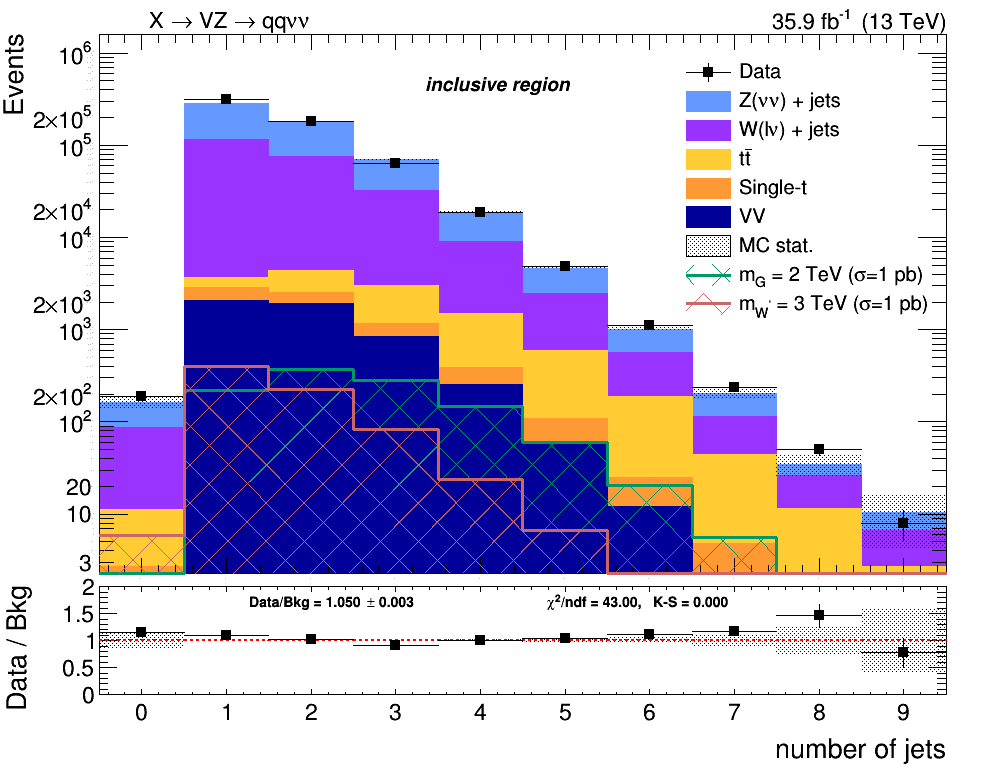 X → VZ → qqνν
35.9 fb⁻¹ (13 TeV)
Events
inclusive region
Data
Z(νν) + jets
W(lν) + jets
tt̄
Single-t
VV
MC stat.
m_G = 2 TeV (σ=1 pb)
m_W' = 3 TeV (σ=1 pb)
10⁶
2×10⁵
10⁵
2×10⁴
10⁴
2×10³
10³
2×10²
10²
20
10
3
Data / Bkg
2
1.5
1
0.5
0
Data/Bkg = 1.050 ± 0.003
χ²/ndf = 43.00, K-S = 0.000
0 1 2 3 4 5 6 7 8 9
number of jets